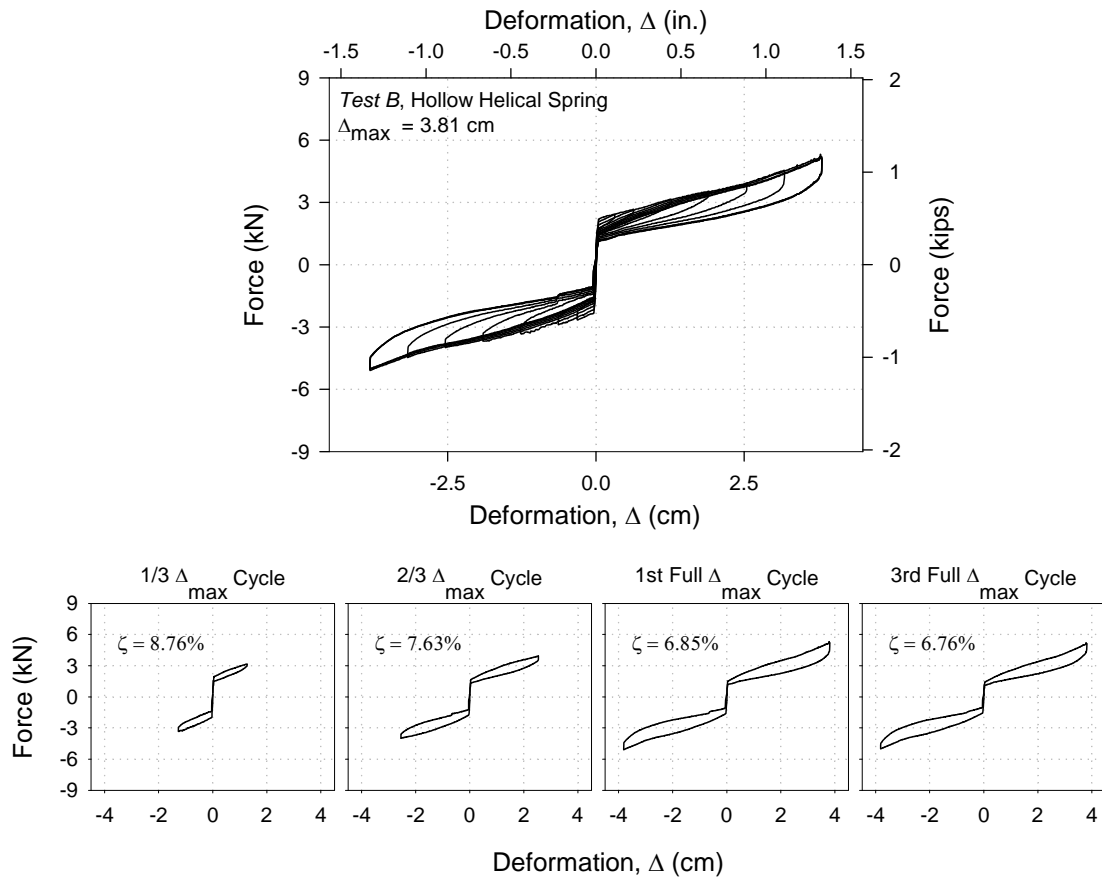 Deformation, Δ (in.)
-1.5 -1.0 -0.5 0.0 0.5 1.0 1.5
Test B, Hollow Helical Spring
Δmax = 3.81 cm
Force (kN)
9
6
3
0
-3
-6
-9
Force (kips)
2
1
0
-1
-2
-2.5 0.0 2.5
Deformation, Δ (cm)
1/3 Δmax Cycle
2/3 Δmax Cycle
1st Full Δmax Cycle
3rd Full Δmax Cycle
Force (kN)
9
6
3
0
-3
-6
-9
ζ = 8.76%
ζ = 7.63%
ζ = 6.85%
ζ = 6.76%
-4 -2 0 2 4
-4 -2 0 2 4
-4 -2 0 2 4
-4 -2 0 2 4
Deformation, Δ (cm)